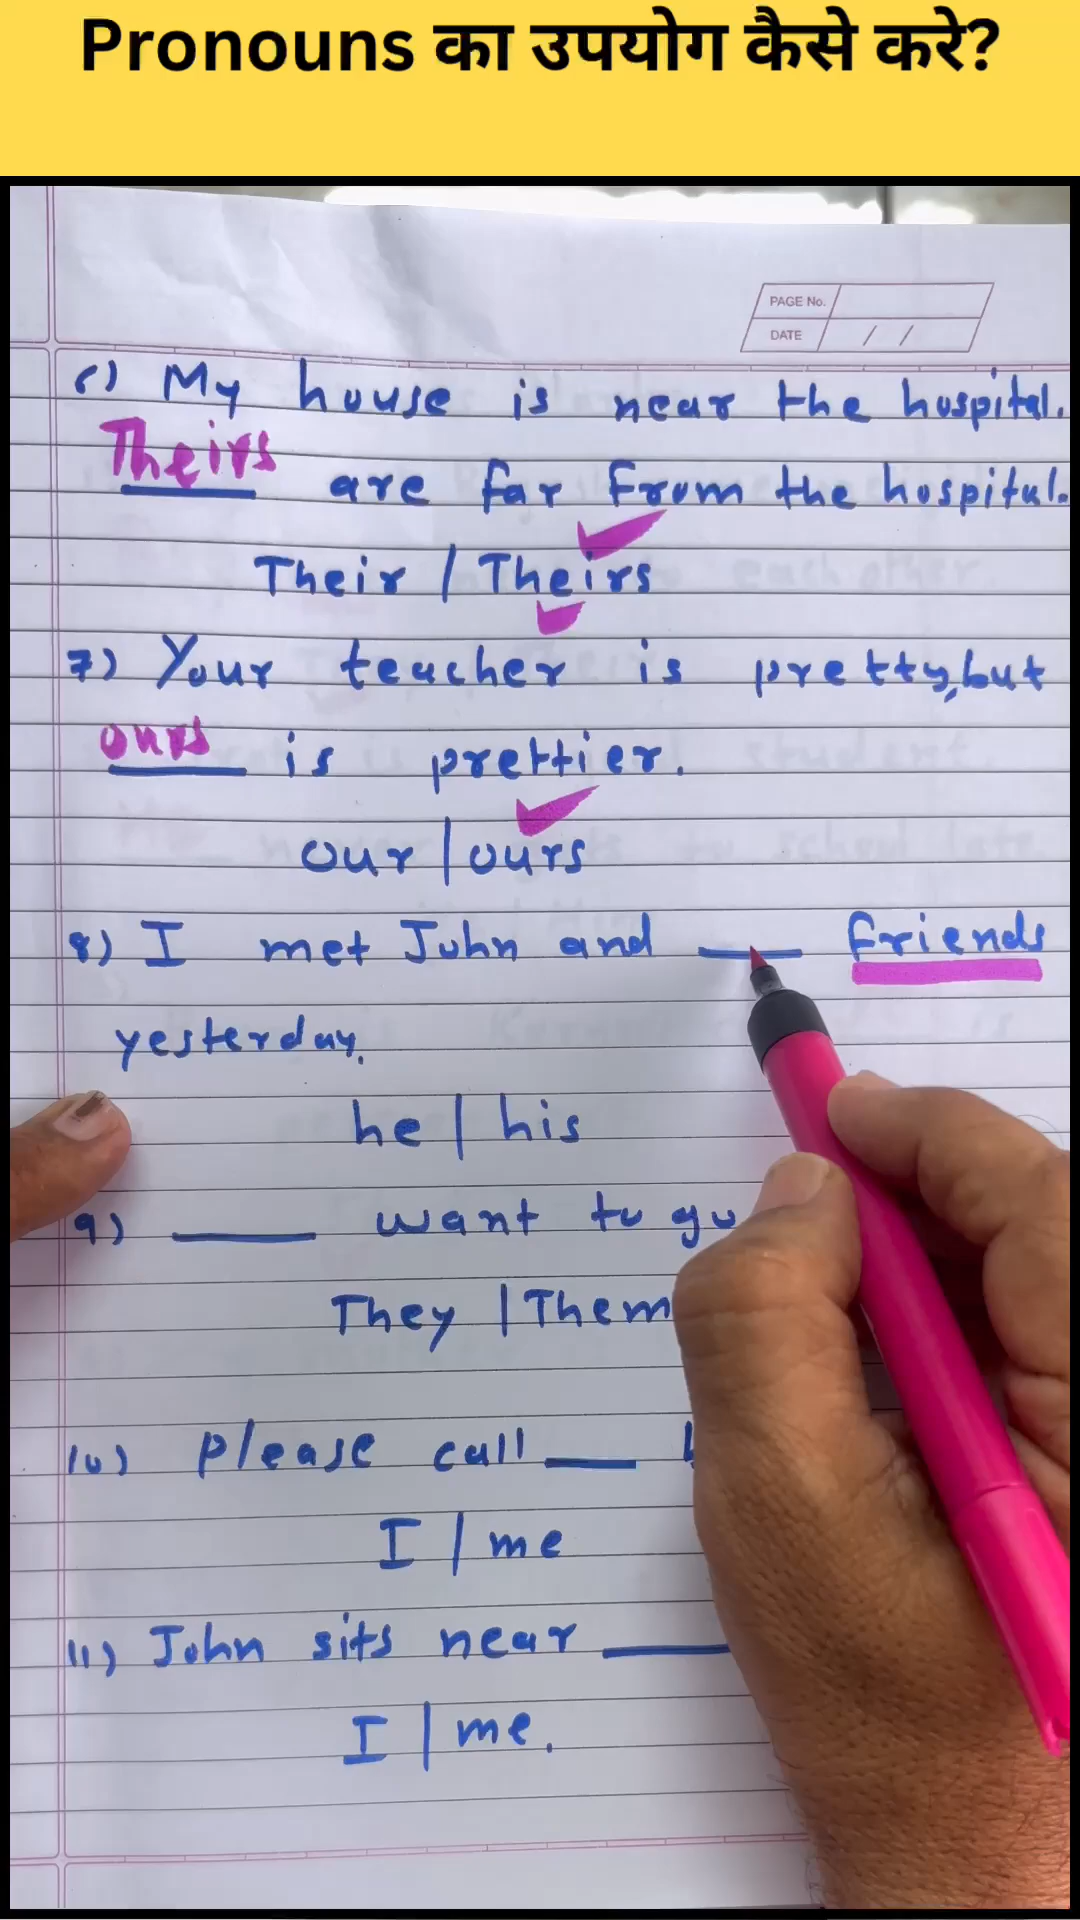 Pronouns का उपयोग कैसे करे?
PAGE No.
DATE / /
6) My house is near the hospital.
Theirs are far from the hospital.
Their / Theirs
7) Your teacher is pretty, but
ours is prettier.
our | ours
8) I met John and ___ friends
yesterday.
he | his
9) ___ want to go
They | Them
10) Please call ___
I | me
11) John sits near ___
I | me.